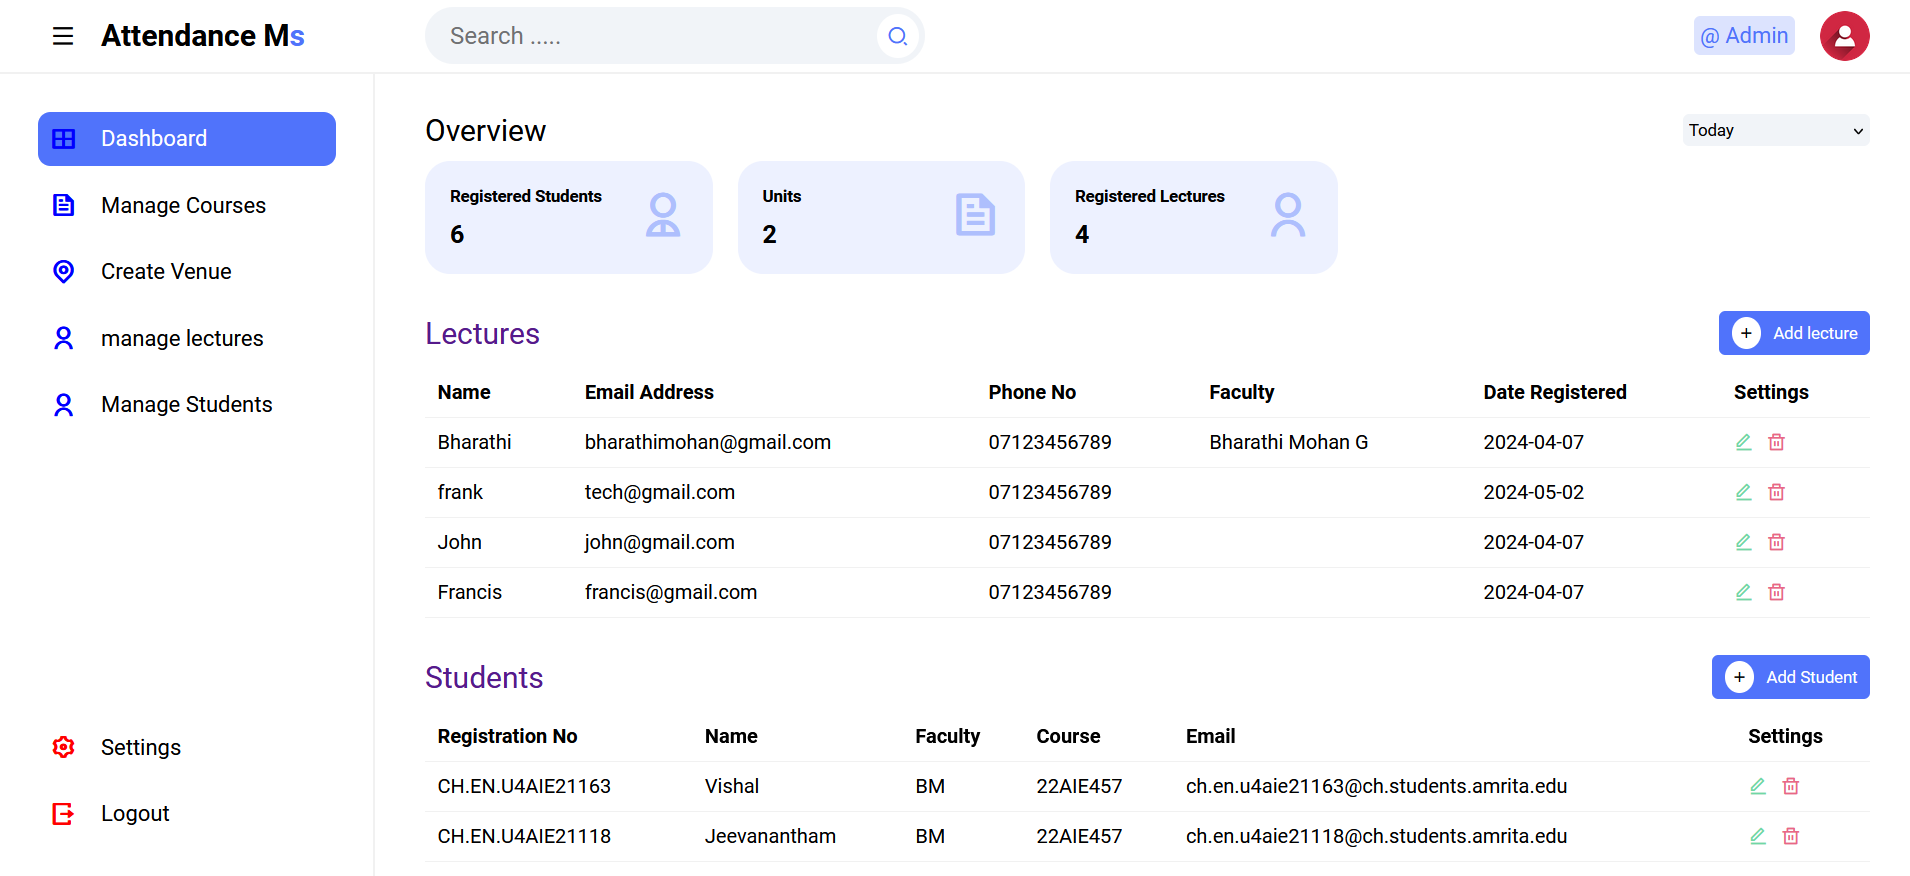 Attendance Ms
Search .....
@ Admin
Dashboard
Manage Courses
Create Venue
manage lectures
Manage Students
Settings
Logout
Overview
Today
Registered Students
6
Units
2
Registered Lectures
4
Lectures
+ Add lecture
Name Email Address Phone No Faculty Date Registered Settings
Bharathi bharathimohan@gmail.com 07123456789 Bharathi Mohan G 2024-04-07
frank tech@gmail.com 07123456789 2024-05-02
John john@gmail.com 07123456789 2024-04-07
Francis francis@gmail.com 07123456789 2024-04-07
Students
+ Add Student
Registration No Name Faculty Course Email Settings
CH.EN.U4AIE21163 Vishal BM 22AIE457 ch.en.u4aie21163@ch.students.amrita.edu
CH.EN.U4AIE21118 Jeevanantham BM 22AIE457 ch.en.u4aie21118@ch.students.amrita.edu